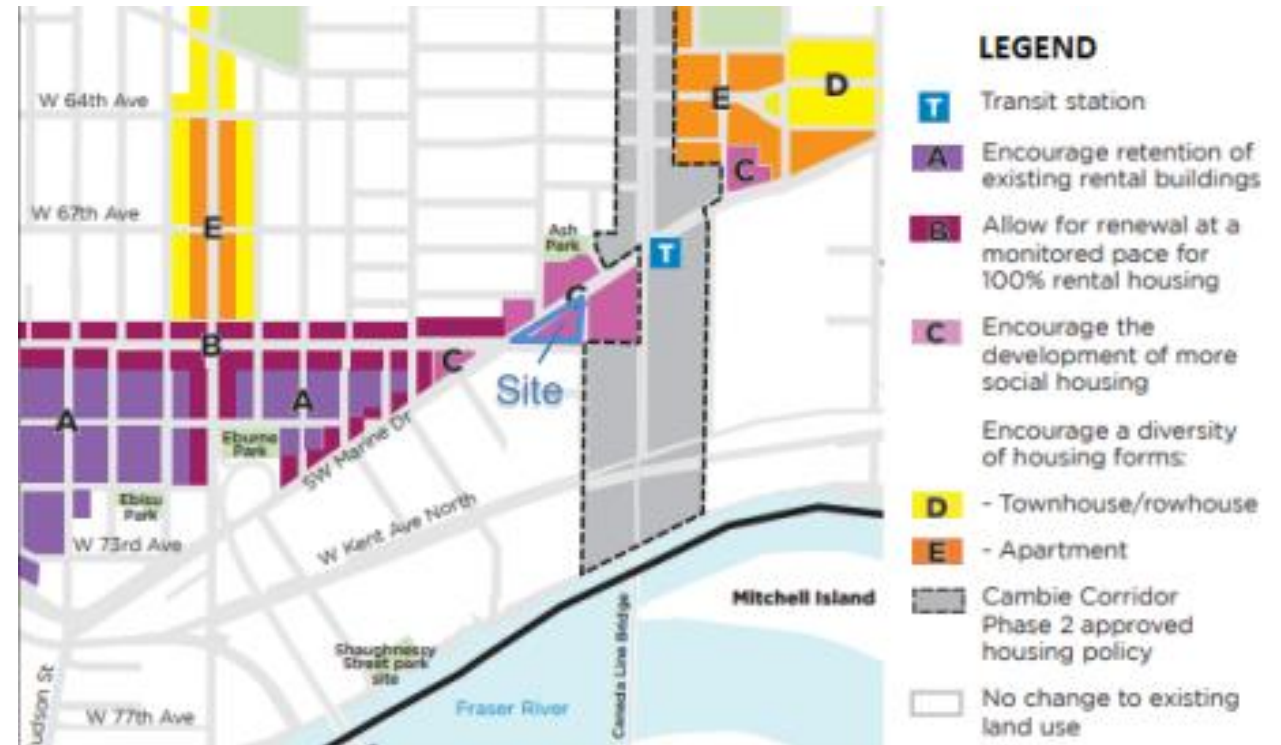 W 64th Ave
E
D
C
W 67th Ave
E
Ash
Park
T
C
B
C
Site
A
A
Eburne
Park
SW Marine Dr
Ebisu
Park
W 73rd Ave
W Kent Ave North
Mitchell Island
Shaughnessy
Street park
site
Canada Line Bridge
Fraser River
udson St
W 77th Ave
LEGEND
T Transit station
A Encourage retention of
existing rental buildings
B Allow for renewal at a
monitored pace for
100% rental housing
C Encourage the
development of more
social housing
Encourage a diversity
of housing forms:
D - Townhouse/rowhouse
E - Apartment
Cambie Corridor
Phase 2 approved
housing policy
No change to existing
land use